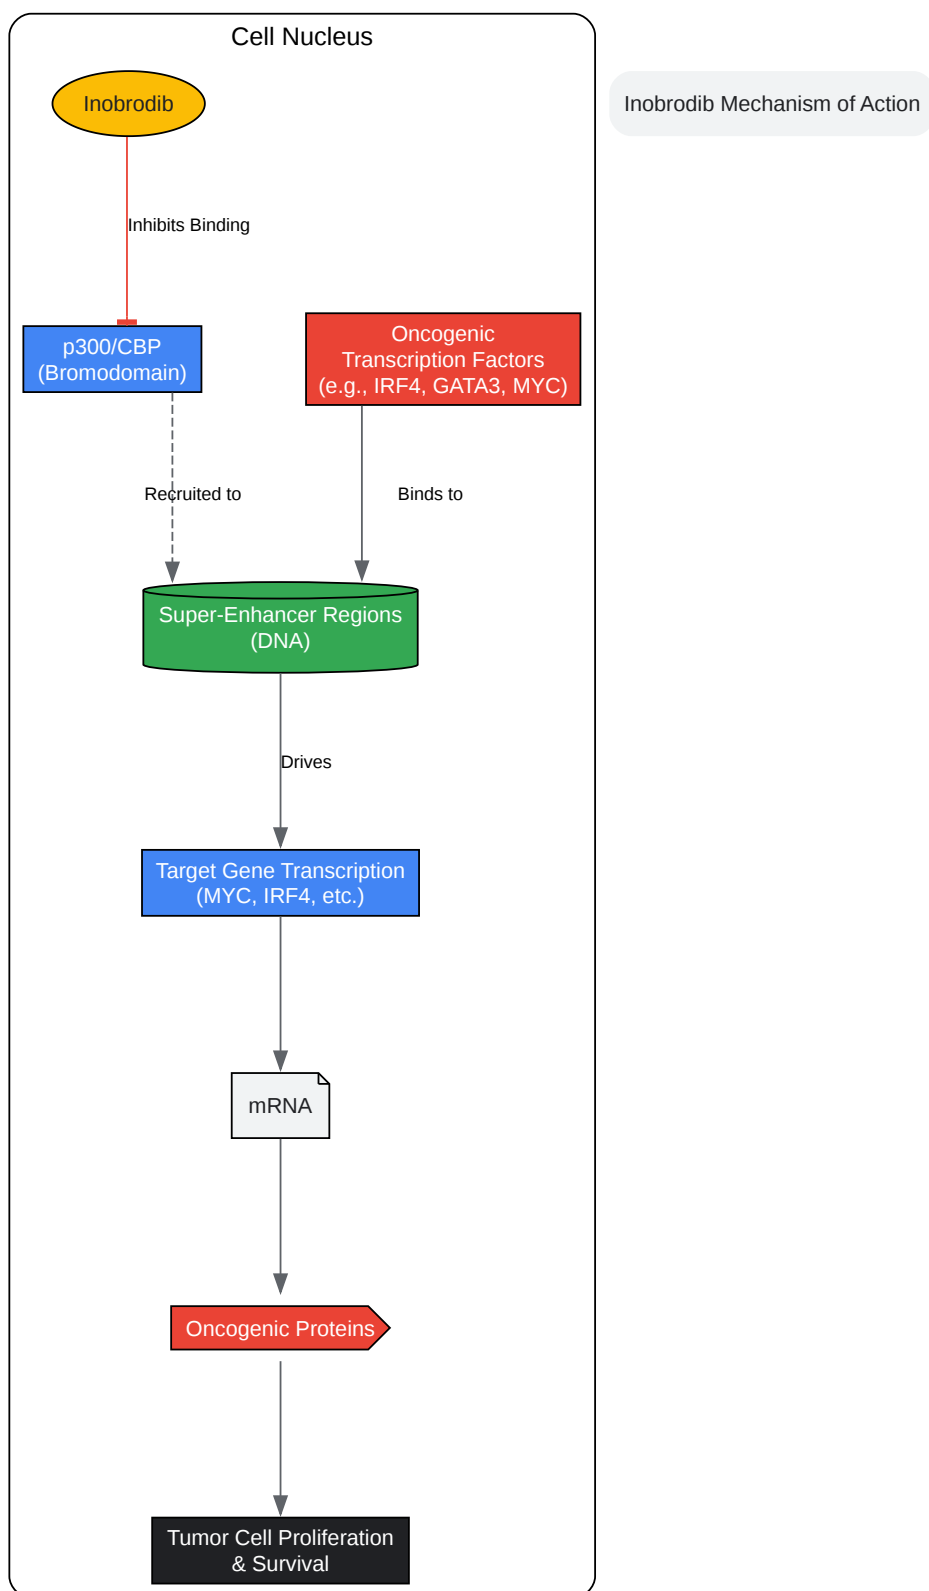 Cell Nucleus
Inobrodib
Inobrodib Mechanism of Action
Inhibits Binding
p300/CBP
(Bromodomain)
Oncogenic
Transcription Factors
(e.g., IRF4, GATA3, MYC)
Recruited to
Binds to
Super-Enhancer Regions
(DNA)
Drives
Target Gene Transcription
(MYC, IRF4, etc.)
mRNA
Oncogenic Proteins
Tumor Cell Proliferation
& Survival